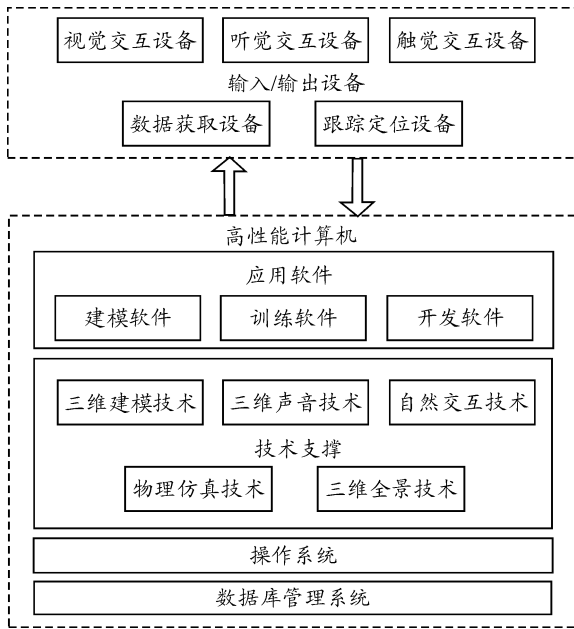 视觉交互设备 听觉交互设备 触觉交互设备
输入/输出设备
数据获取设备 跟踪定位设备
高性能计算机
应用软件
建模软件 训练软件 开发软件
三维建模技术 三维声音技术 自然交互技术
技术支撑
物理仿真技术 三维全景技术
操作系统
数据库管理系统